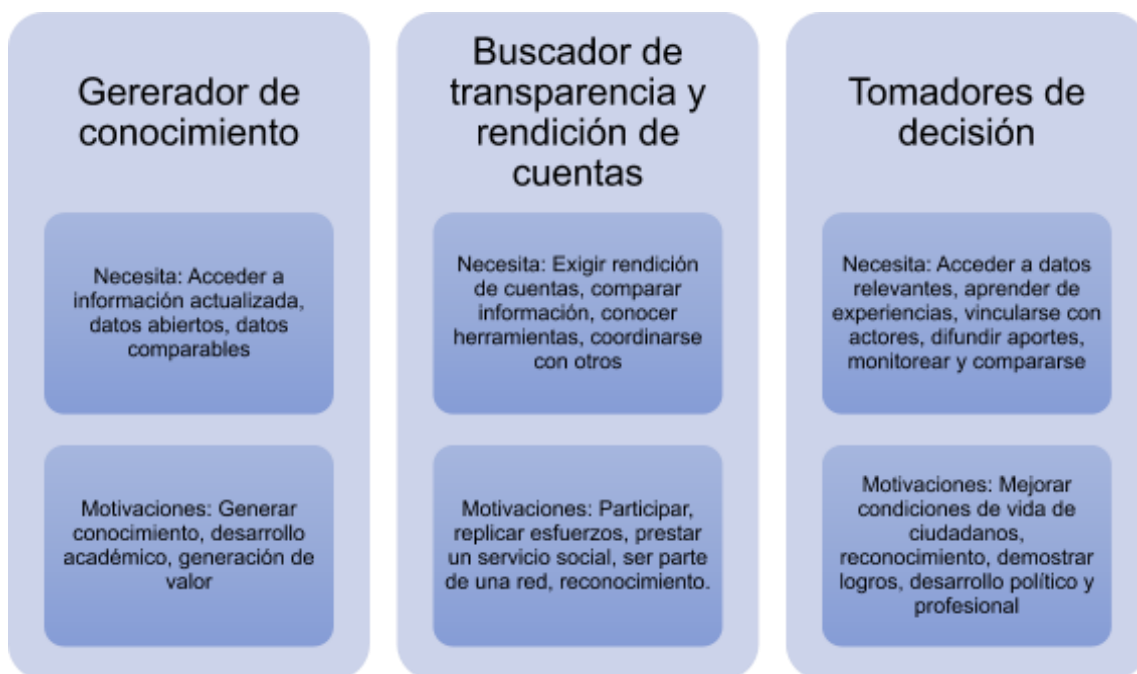 Gererador de
conocimiento
Necesita: Acceder a
información actualizada,
datos abiertos, datos
comparables
Motivaciones: Generar
conocimiento, desarrollo
académico, generación de
valor
Buscador de
transparencia y
rendición de
cuentas
Necesita: Exigir rendición
de cuentas, comparar
información, conocer
herramientas, coordinarse
con otros
Motivaciones: Participar,
replicar esfuerzos, prestar
un servicio social, ser parte
de una red, reconocimiento.
Tomadores de
decisión
Necesita: Acceder a datos
relevantes, aprender de
experiencias, vincularse con
actores, difundir aportes,
monitorear y compararse
Motivaciones: Mejorar
condiciones de vida de
ciudadanos,
reconocimiento, demostrar
logros, desarrollo político y
profesional